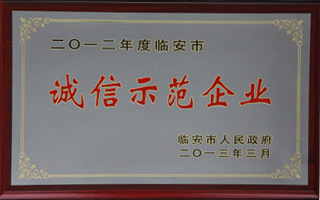 二〇一二年度临安市
诚信示范企业
临安市人民政府
二〇一三年三月